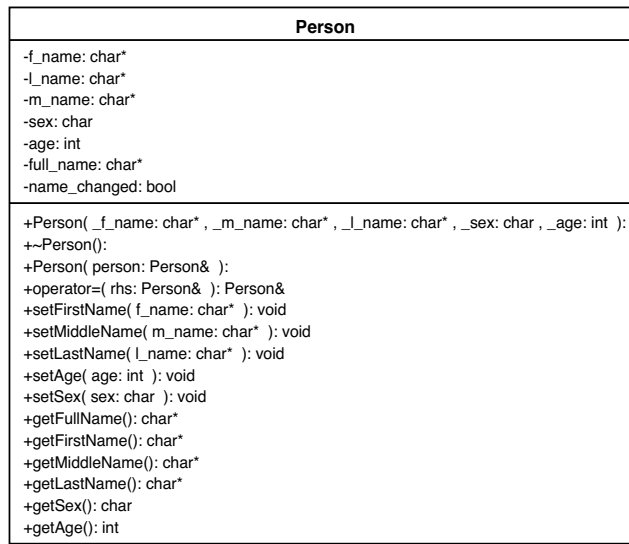 Person
-f_name: char*
-l_name: char*
-m_name: char*
-sex: char
-age: int
-full_name: char*
-name_changed: bool
+Person( _f_name: char* , _m_name: char* , _l_name: char* , _sex: char , _age: int  ):
+~Person():
+Person( person: Person&  ):
+operator=( rhs: Person&  ): Person&
+setFirstName( f_name: char*  ): void
+setMiddleName( m_name: char*  ): void
+setLastName( l_name: char*  ): void
+setAge( age: int  ): void
+setSex( sex: char  ): void
+getFullName(): char*
+getFirstName(): char*
+getMiddleName(): char*
+getLastName(): char*
+getSex(): char
+getAge(): int